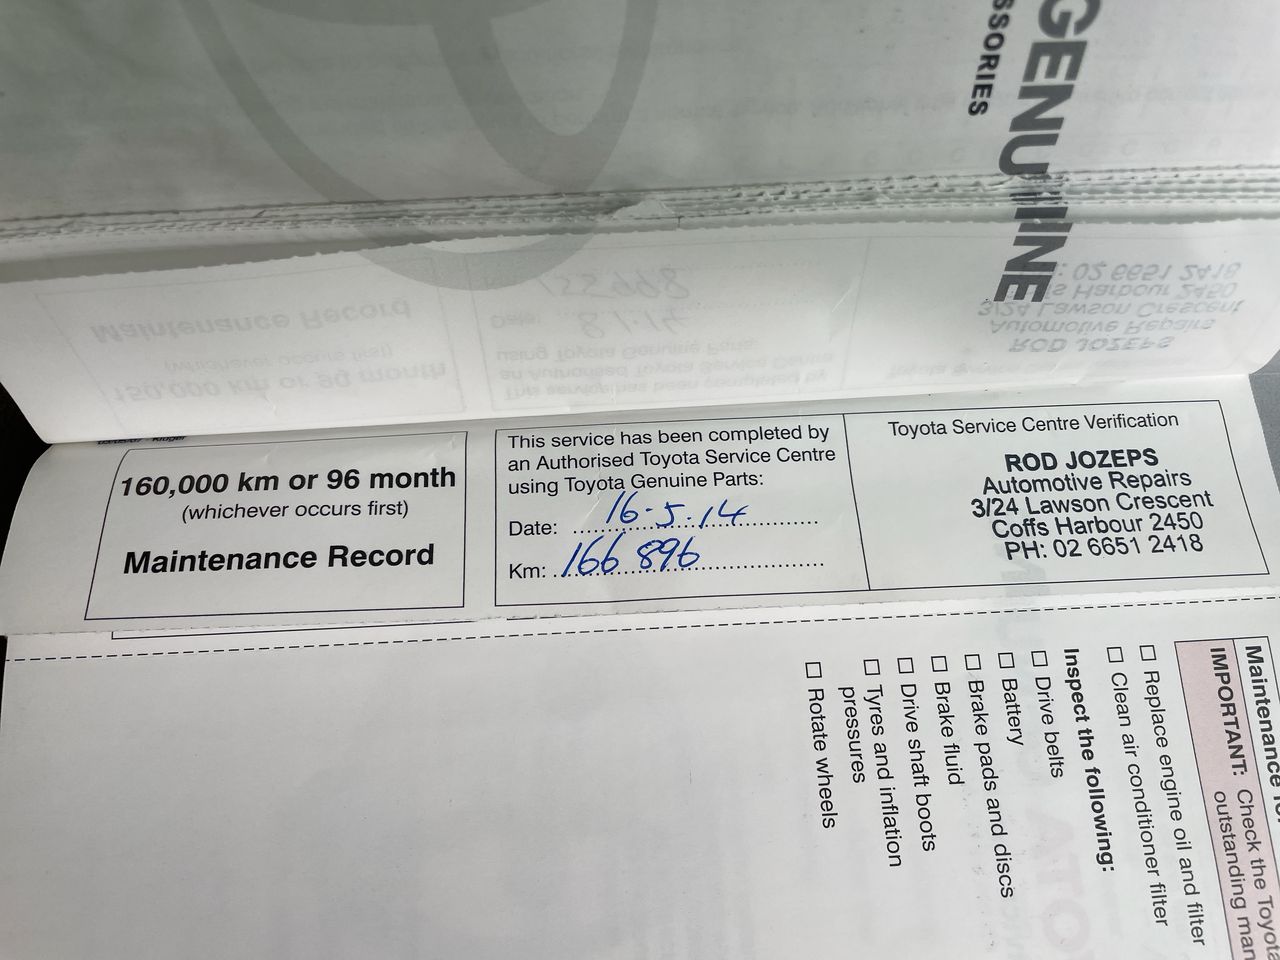 GENUINE
SSORIES
160,000 km or 96 month
(whichever occurs first)
Maintenance Record
This service has been completed by
an Authorised Toyota Service Centre
using Toyota Genuine Parts:
Date: 16.5.14
Km: 166 896
Toyota Service Centre Verification
ROD JOZEPS
Automotive Repairs
3/24 Lawson Crescent
Coffs Harbour 2450
PH: 02 6651 2418
Maintenance
IMPORTANT: Check the Toyota
outstanding man
☐ Replace engine oil and filter
☐ Clean air conditioner filter
Inspect the following:
☐ Drive belts
☐ Battery
☐ Brake pads and discs
☐ Brake fluid
☐ Drive shaft boots
☐ Tyres and inflation
pressures
☐ Rotate wheels